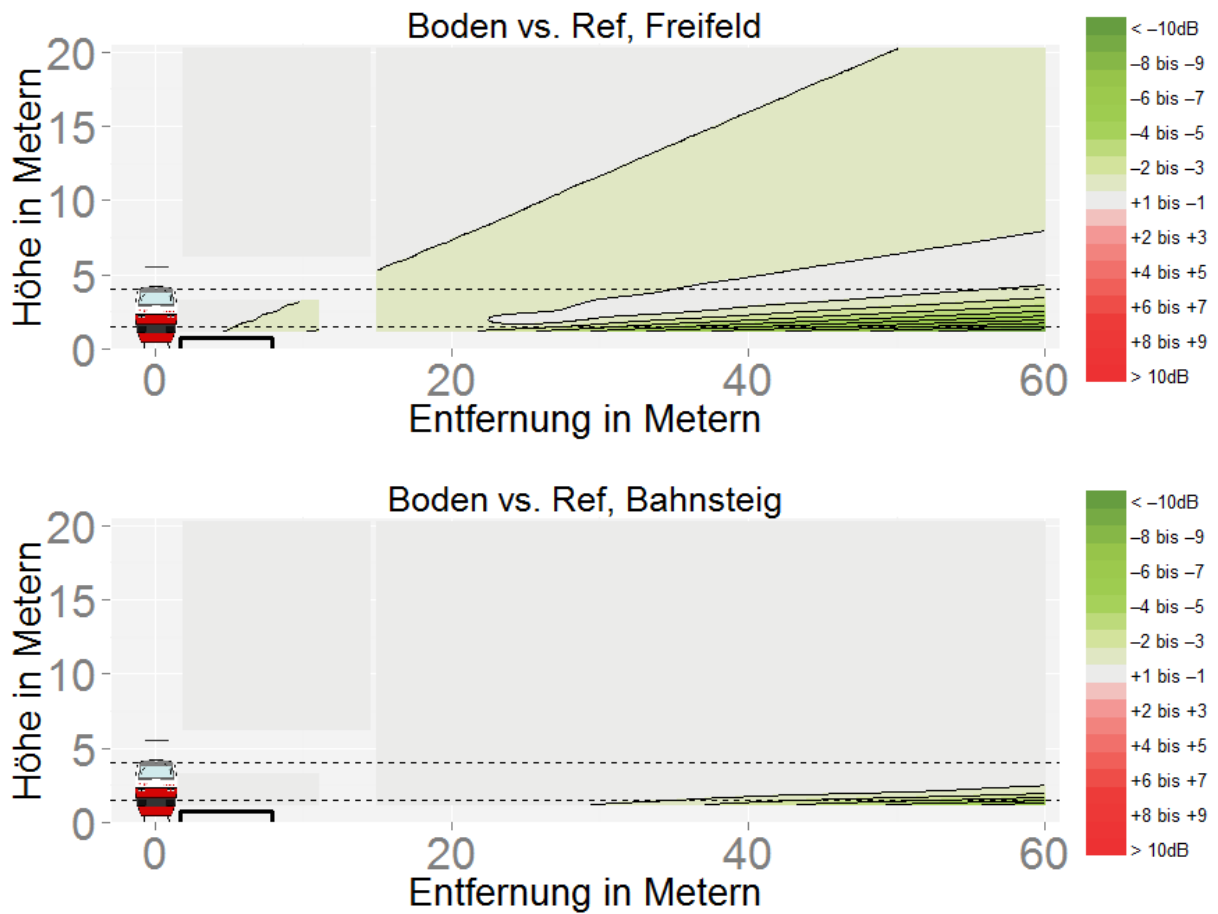 Boden vs. Ref, Freifeld
Höhe in Metern
20
15
10
5
0
0
20
40
60
Entfernung in Metern
< –10dB
–8 bis –9
–6 bis –7
–4 bis –5
–2 bis –3
+1 bis –1
+2 bis +3
+4 bis +5
+6 bis +7
+8 bis +9
> 10dB
Boden vs. Ref, Bahnsteig
Höhe in Metern
20
15
10
5
0
0
20
40
60
Entfernung in Metern
< –10dB
–8 bis –9
–6 bis –7
–4 bis –5
–2 bis –3
+1 bis –1
+2 bis +3
+4 bis +5
+6 bis +7
+8 bis +9
> 10dB